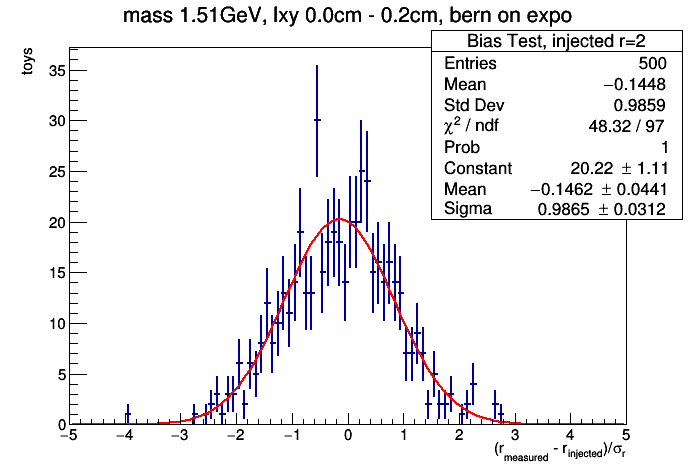 mass 1.51GeV, lxy 0.0cm - 0.2cm, bern on expo
Bias Test, injected r=2
Entries 500
Mean −0.1448
Std Dev 0.9859
χ² / ndf 48.32 / 97
Prob 1
Constant 20.22 ± 1.11
Mean −0.1462 ± 0.0441
Sigma 0.9865 ± 0.0312
toys
35
30
25
20
15
10
5
0
−5 −4 −3 −2 −1 0 1 2 3 4 5
(r_measured - r_injected)/σ_r